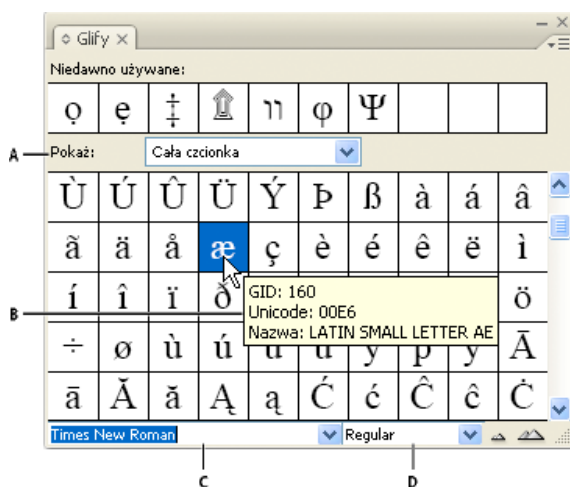 Glify
Niedawno używane:
ọ ẹ ‡ ⇮ וו φ Ψ
A
Pokaż: Cała czcionka
Ù Ú Û Ü Ý Þ ß à á â
ã ä å æ ç è é ê ë ì
í î ï ð ö
B
GID: 160
Unicode: 00E6
Nazwa: LATIN SMALL LETTER AE
÷ ø ù ú Ā
ā Ă ă Ą ą Ć ć Ĉ ĉ Ċ
Times New Roman Regular
C D